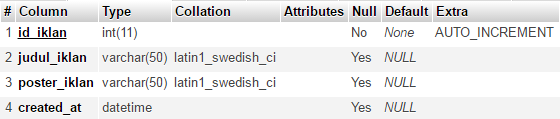 # Column Type Collation Attributes Null Default Extra
1 id_iklan int(11) No None AUTO_INCREMENT
2 judul_iklan varchar(50) latin1_swedish_ci Yes NULL
3 poster_iklan varchar(50) latin1_swedish_ci Yes NULL
4 created_at datetime Yes NULL